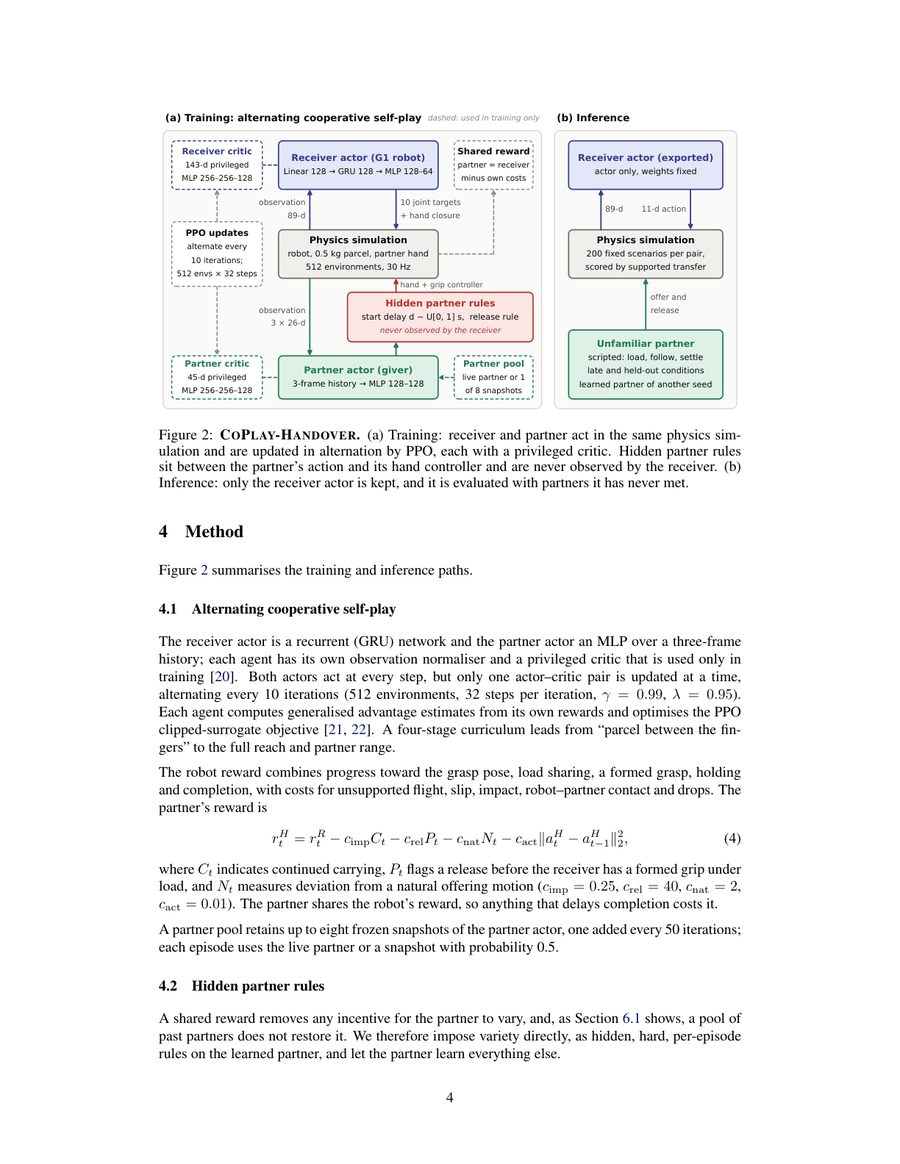 (a) Training: alternating cooperative self-play dashed: used in training only
Receiver critic
143-d privileged
MLP 256–256–128
Receiver actor (G1 robot)
Linear 128 → GRU 128 → MLP 128–64
Shared reward
partner = receiver
minus own costs
observation
89-d
10 joint targets
+ hand closure
PPO updates
alternate every
10 iterations;
512 envs × 32 steps
Physics simulation
robot, 0.5 kg parcel, partner hand
512 environments, 30 Hz
hand + grip controller
observation
3 × 26-d
Hidden partner rules
start delay d ~ U[0, 1] s, release rule
never observed by the receiver
Partner critic
45-d privileged
MLP 256–256–128
Partner actor (giver)
3-frame history → MLP 128–128
Partner pool
live partner or 1
of 8 snapshots
(b) Inference
Receiver actor (exported)
actor only, weights fixed
89-d
11-d action
Physics simulation
200 fixed scenarios per pair,
scored by supported transfer
offer and
release
Unfamiliar partner
scripted: load, follow, settle
late and held-out conditions
learned partner of another seed
Figure 2: COPLAY-HANDOVER. (a) Training: receiver and partner act in the same physics sim-
ulation and are updated in alternation by PPO, each with a privileged critic. Hidden partner rules
sit between the partner's action and its hand controller and are never observed by the receiver. (b)
Inference: only the receiver actor is kept, and it is evaluated with partners it has never met.
4 Method
Figure 2 summarises the training and inference paths.
4.1 Alternating cooperative self-play
The receiver actor is a recurrent (GRU) network and the partner actor an MLP over a three-frame
history; each agent has its own observation normaliser and a privileged critic that is used only in
training [20]. Both actors act at every step, but only one actor–critic pair is updated at a time,
alternating every 10 iterations (512 environments, 32 steps per iteration, γ = 0.99, λ = 0.95).
Each agent computes generalised advantage estimates from its own rewards and optimises the PPO
clipped-surrogate objective [21, 22]. A four-stage curriculum leads from “parcel between the fin-
gers” to the full reach and partner range.
The robot reward combines progress toward the grasp pose, load sharing, a formed grasp, holding
and completion, with costs for unsupported flight, slip, impact, robot–partner contact and drops. The
partner's reward is
r_t^H = r_t^R − c_imp C_t − c_rel P_t − c_nat N_t − c_act ‖a_t^H − a_{t−1}^H‖_2^2, (4)
where C_t indicates continued carrying, P_t flags a release before the receiver has a formed grip under
load, and N_t measures deviation from a natural offering motion (c_imp = 0.25, c_rel = 40, c_nat = 2,
c_act = 0.01). The partner shares the robot's reward, so anything that delays completion costs it.
A partner pool retains up to eight frozen snapshots of the partner actor, one added every 50 iterations;
each episode uses the live partner or a snapshot with probability 0.5.
4.2 Hidden partner rules
A shared reward removes any incentive for the partner to vary, and, as Section 6.1 shows, a pool of
past partners does not restore it. We therefore impose variety directly, as hidden, hard, per-episode
rules on the learned partner, and let the partner learn everything else.
4